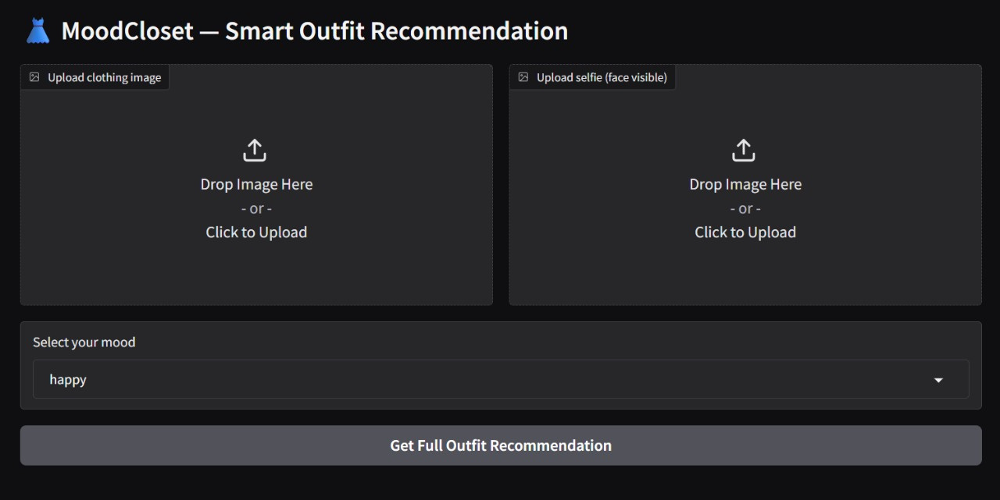 MoodCloset — Smart Outfit Recommendation
Upload clothing image
Drop Image Here
- or -
Click to Upload
Upload selfie (face visible)
Drop Image Here
- or -
Click to Upload
Select your mood
happy
Get Full Outfit Recommendation